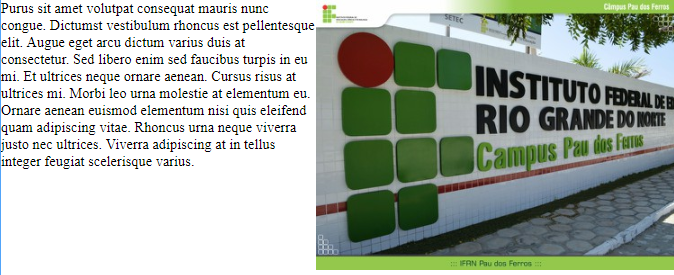 Purus sit amet volutpat consequat mauris nunc
congue. Dictumst vestibulum rhoncus est pellentesque
elit. Augue eget arcu dictum varius duis at
consectetur. Sed libero enim sed faucibus turpis in eu
mi. Et ultrices neque ornare aenean. Cursus risus at
ultrices mi. Morbi leo urna molestie at elementum eu.
Ornare aenean euismod elementum nisi quis eleifend
quam adipiscing vitae. Rhoncus urna neque viverra
justo nec ultrices. Viverra adipiscing at in tellus
integer feugiat scelerisque varius.
Câmpus Pau dos Ferros
SETEC
INSTITUTO FEDERAL DE
RIO GRANDE DO NORTE
Campus Pau dos Ferros
::: IFRN Pau dos Ferros :::